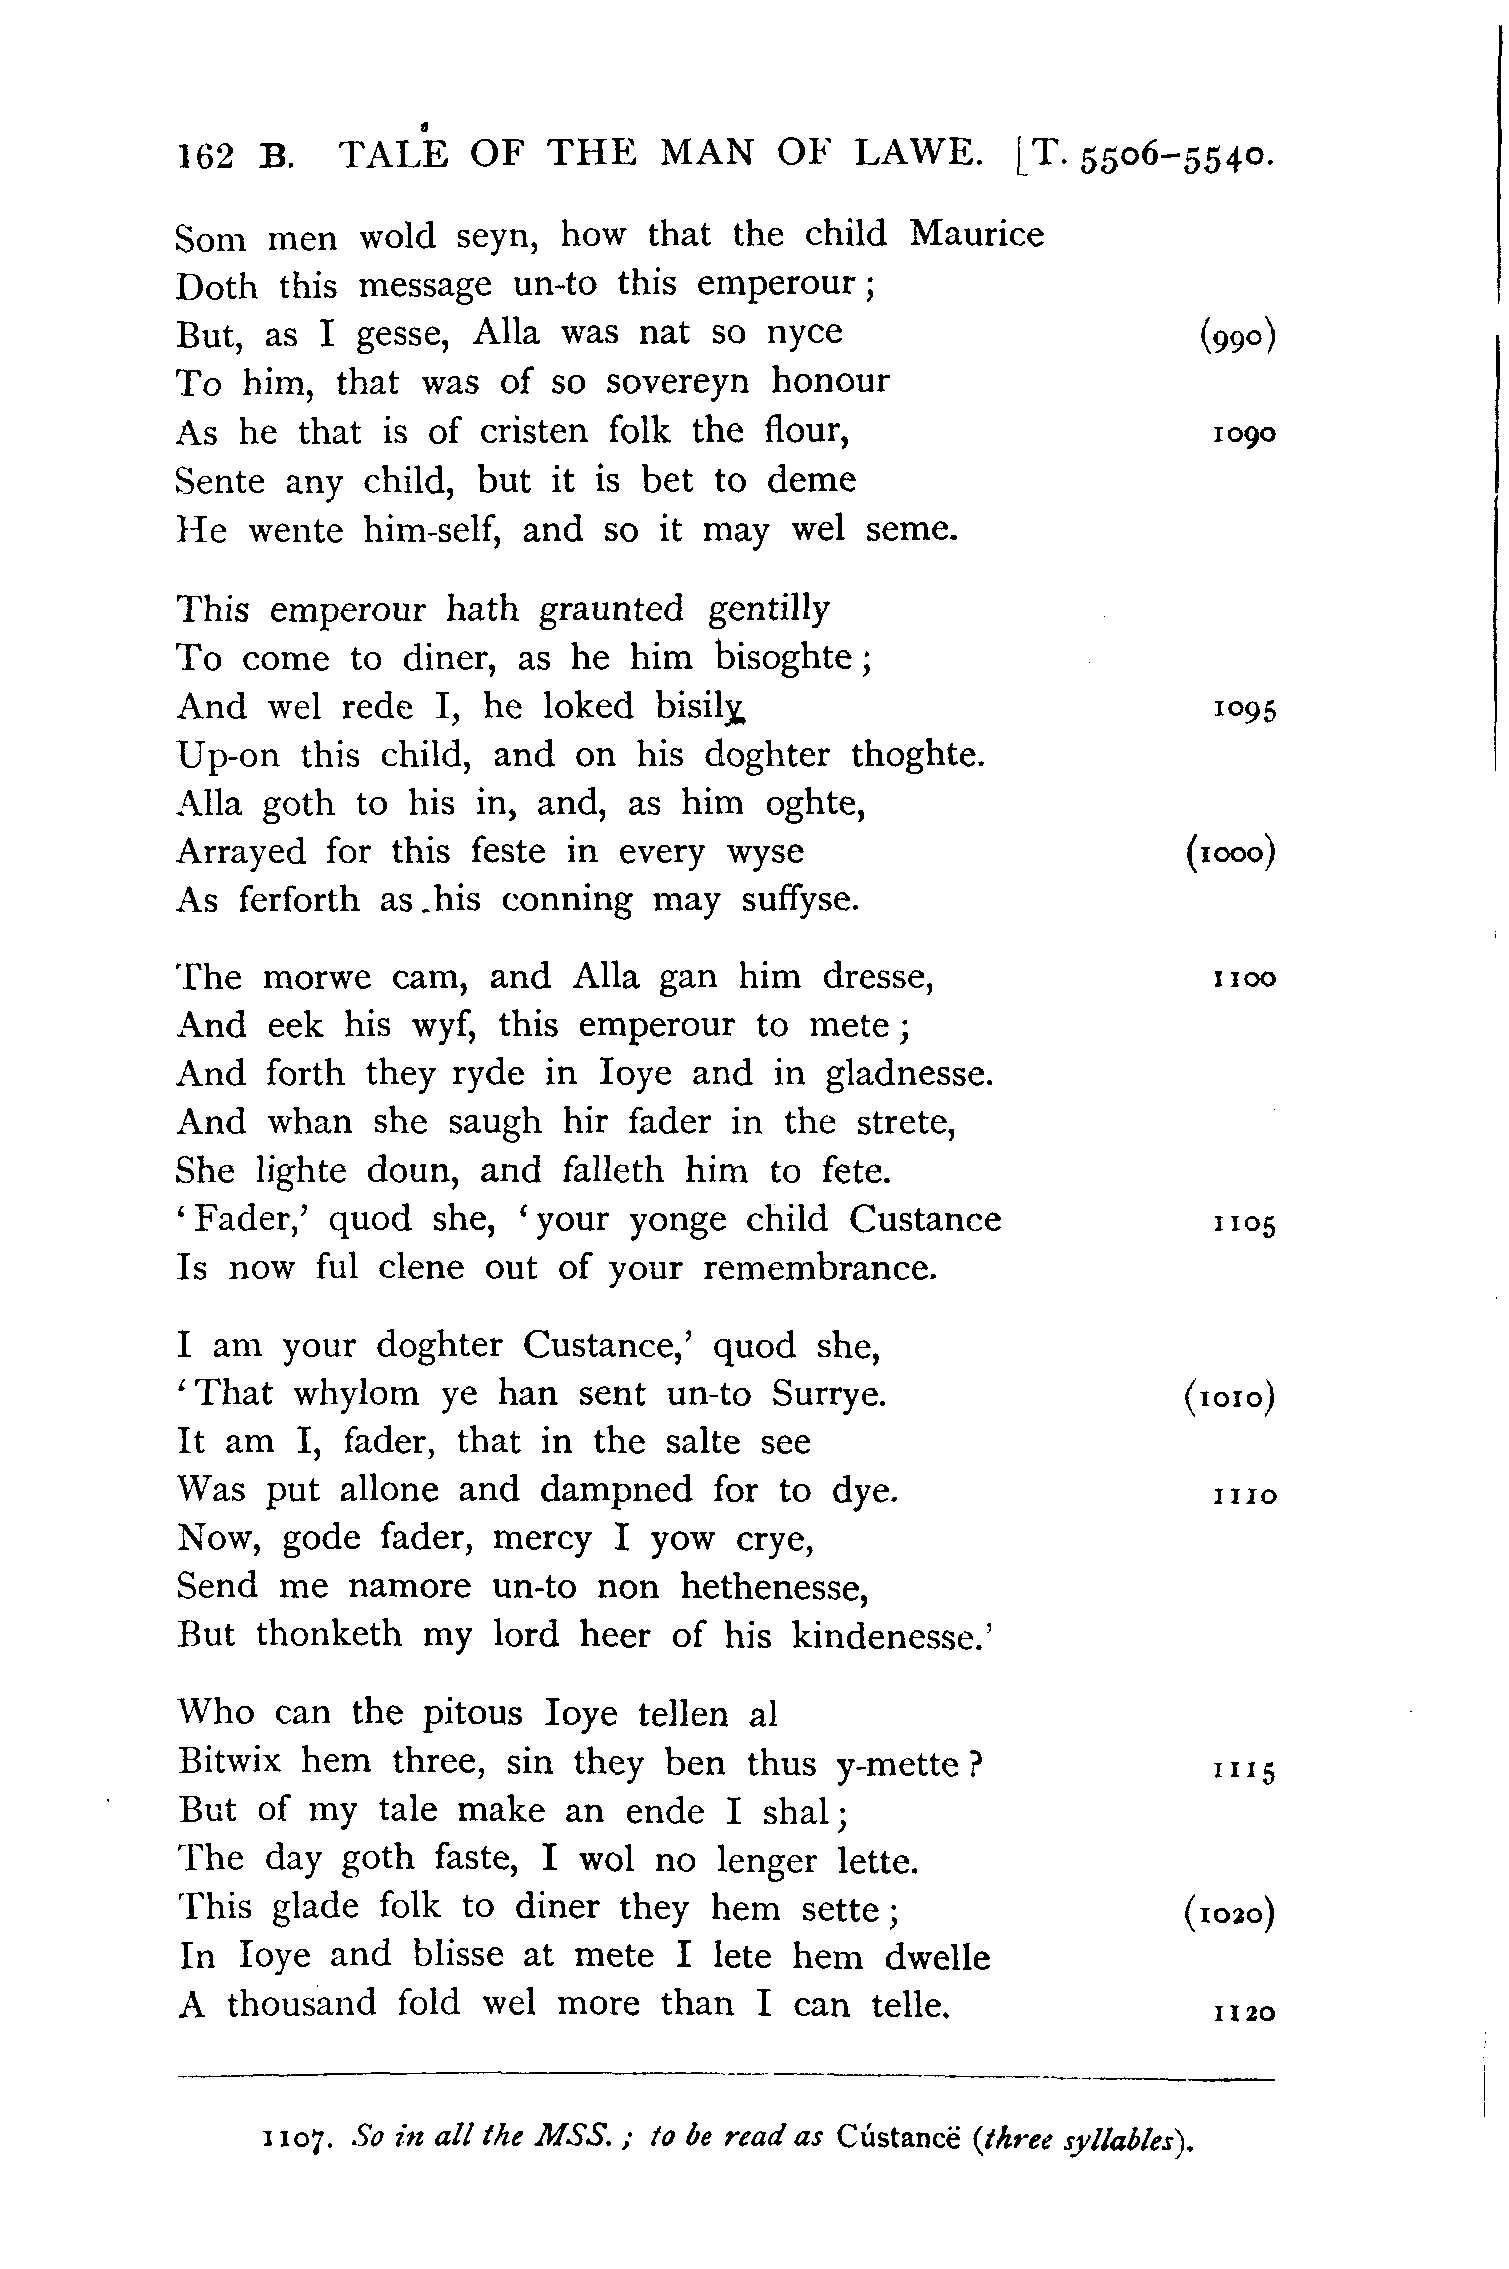 162 B. TALE OF THE MAN OF LAWE. [T. 5506–5540.
Som men wold seyn, how that the child Maurice
Doth this message un-to this emperour ;
But, as I gesse, Alla was nat so nyce (990)
To him, that was of so sovereyn honour
As he that is of cristen folk the flour, 1090
Sente any child, but it is bet to deme
He wente him-self, and so it may wel seme.
This emperour hath graunted gentilly
To come to diner, as he him bisoghte ;
And wel rede I, he loked bisily 1095
Up-on this child, and on his doghter thoghte.
Alla goth to his in, and, as him oghte,
Arrayed for this feste in every wyse (1000)
As ferforth as his conning may suffyse.
The morwe cam, and Alla gan him dresse, 1100
And eek his wyf, this emperour to mete ;
And forth they ryde in Ioye and in gladnesse.
And whan she saugh hir fader in the strete,
She lighte doun, and falleth him to fete.
‘Fader,’ quod she, ‘your yonge child Custance 1105
Is now ful clene out of your remembrance.
I am your doghter Custance,’ quod she,
‘That whylom ye han sent un-to Surrye. (1010)
It am I, fader, that in the salte see
Was put allone and dampned for to dye. 1110
Now, gode fader, mercy I yow crye,
Send me namore un-to non hethenesse,
But thonketh my lord heer of his kindenesse.’
Who can the pitous Ioye tellen al
Bitwix hem three, sin they ben thus y-mette ? 1115
But of my tale make an ende I shal ;
The day goth faste, I wol no lenger lette.
This glade folk to diner they hem sette ; (1020)
In Ioye and blisse at mete I lete hem dwelle
A thousand fold wel more than I can telle. 1120
1107. So in all the MSS. ; to be read as Cústancë (three syllables).